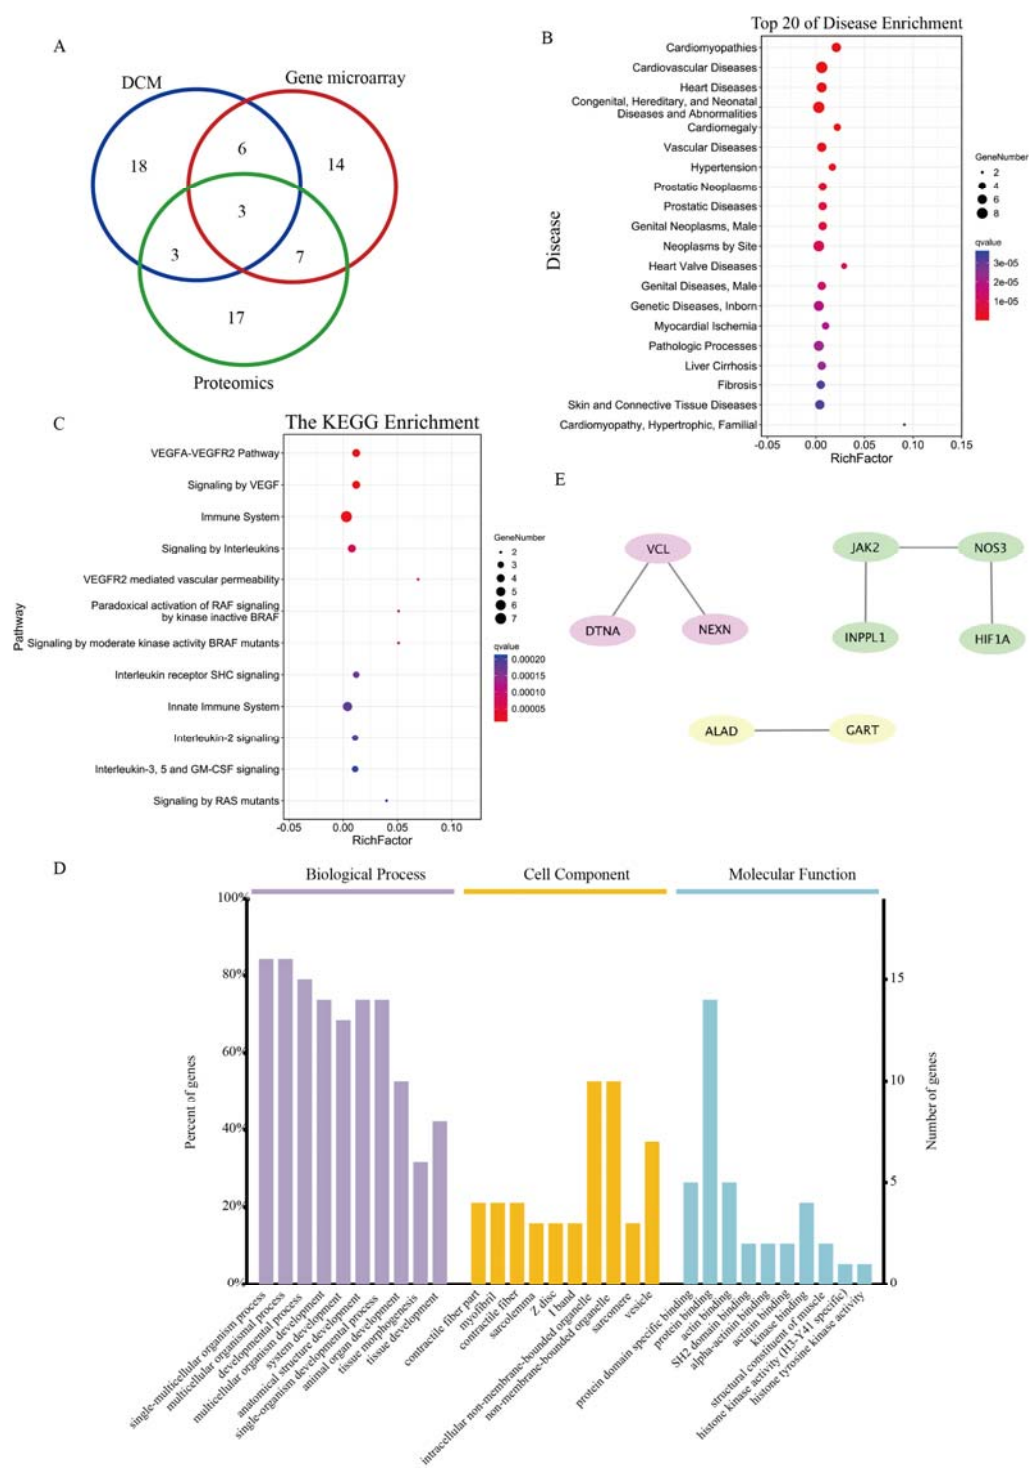 A
DCM
Gene microarray
18
6
14
3
3
7
17
Proteomics
B
Top 20 of Disease Enrichment
Disease
Cardiomyopathies
Cardiovascular Diseases
Heart Diseases
Congenital, Hereditary, and Neonatal
Diseases and Abnormalities
Cardiomegaly
Vascular Diseases
Hypertension
Prostatic Neoplasms
Prostatic Diseases
Genital Neoplasms, Male
Neoplasms by Site
Heart Valve Diseases
Genital Diseases, Male
Genetic Diseases, Inborn
Myocardial Ischemia
Pathologic Processes
Liver Cirrhosis
Fibrosis
Skin and Connective Tissue Diseases
Cardiomyopathy, Hypertrophic, Familial
-0.05 0.00 0.05 0.10 0.15
RichFactor
GeneNumber
2
4
6
8
qvalue
3e-05
2e-05
1e-05
C
The KEGG Enrichment
Pathway
VEGFA-VEGFR2 Pathway
Signaling by VEGF
Immune System
Signaling by Interleukins
VEGFR2 mediated vascular permeability
Paradoxical activation of RAF signaling
by kinase inactive BRAF
Signaling by moderate kinase activity BRAF mutants
Interleukin receptor SHC signaling
Innate Immune System
Interleukin-2 signaling
Interleukin-3, 5 and GM-CSF signaling
Signaling by RAS mutants
-0.05 0.00 0.05 0.10
RichFactor
GeneNumber
2
3
4
5
6
7
qvalue
0.00020
0.00015
0.00010
0.00005
E
VCL
DTNA
NEXN
JAK2
NOS3
INPPL1
HIF1A
ALAD
GART
D
Biological Process
Cell Component
Molecular Function
Percent of genes
100%
80%
60%
40%
20%
0%
Number of genes
15
10
5
0
single-multicellular organism process
multicellular organismal process
developmental process
multicellular organism development
system development
anatomical structure development
single-organism developmental process
animal organ development
tissue morphogenesis
tissue development
contractile fiber part
myofibril
contractile fiber
sarcolemma
Z disc
I band
intracellular non-membrane-bounded organelle
non-membrane-bounded organelle
sarcomere
vesicle
protein domain specific binding
protein binding
actin binding
SH2 domain binding
alpha-actinin binding
actinin binding
kinase binding
structural constituent of muscle
histone kinase activity (H3-Y41 specific)
histone tyrosine kinase activity